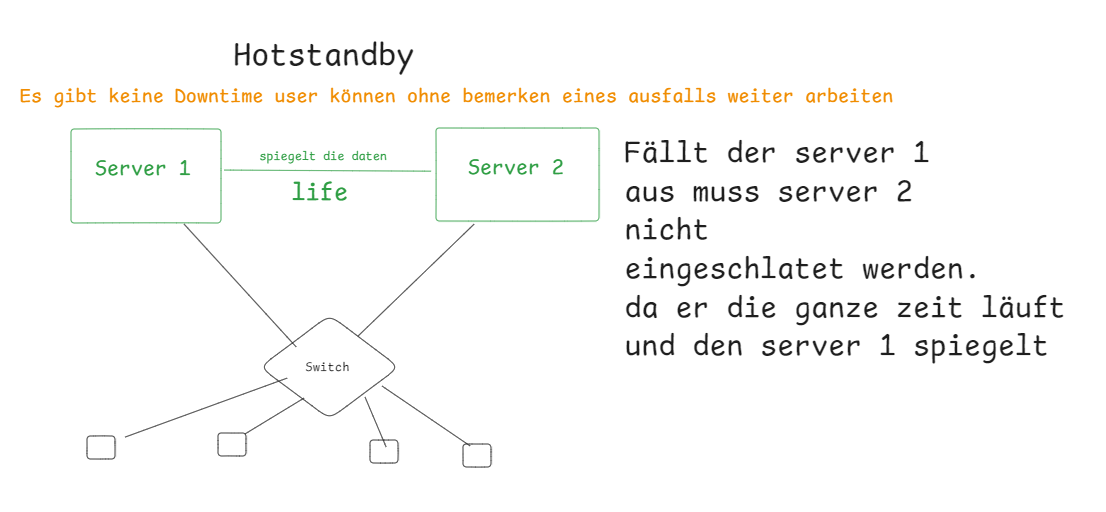 Hotstandby
Es gibt keine Downtime user können ohne bemerken eines ausfalls weiter arbeiten
Server 1
spiegelt die daten
life
Server 2
Fällt der server 1
aus muss server 2
nicht
eingeschlatet werden.
da er die ganze zeit läuft
und den server 1 spiegelt
Switch